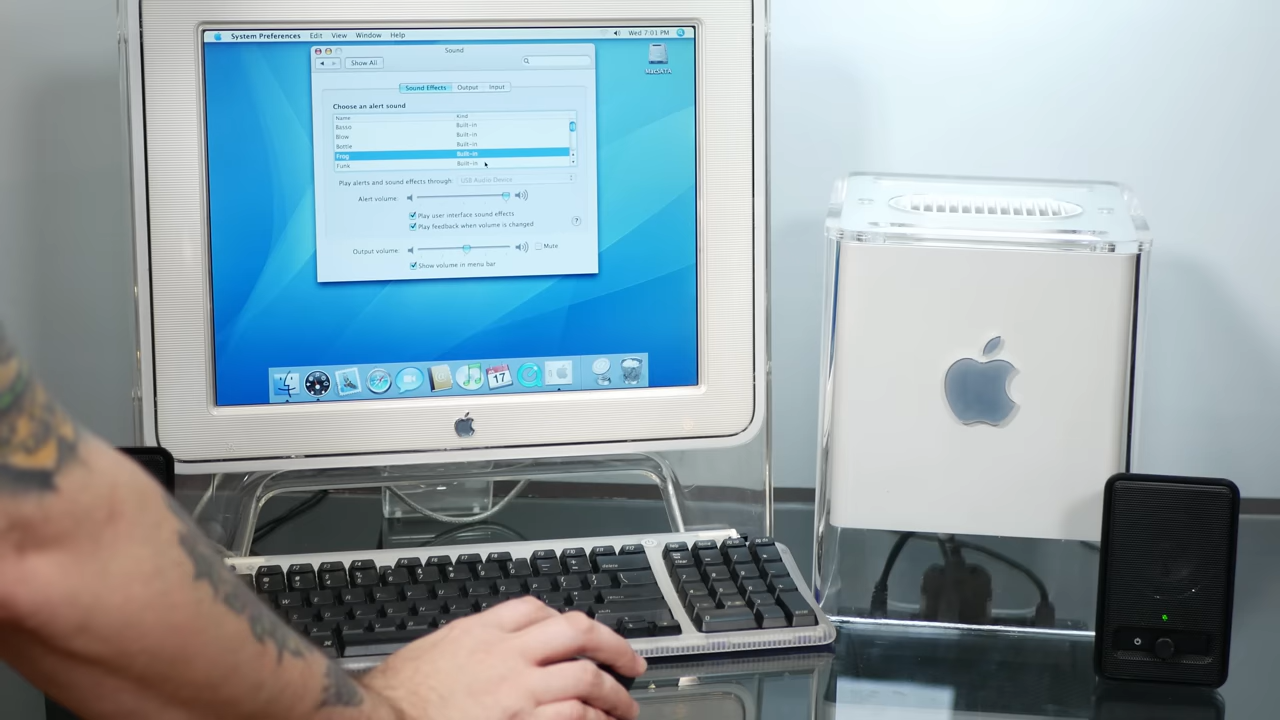 System Preferences Edit View Window Help Wed 7:01 PM
Sound
Show All
MacSATA
Sound Effects Output Input
Choose an alert sound
Name Kind
Basso Built-in
Blow Built-in
Bottle Built-in
Frog Built-in
Funk Built-in
Play alerts and sound effects through: USB Audio Device
Alert volume:
Play user interface sound effects
?
Play feedback when volume is changed
Output volume: Mute
Show volume in menu bar
17
delete